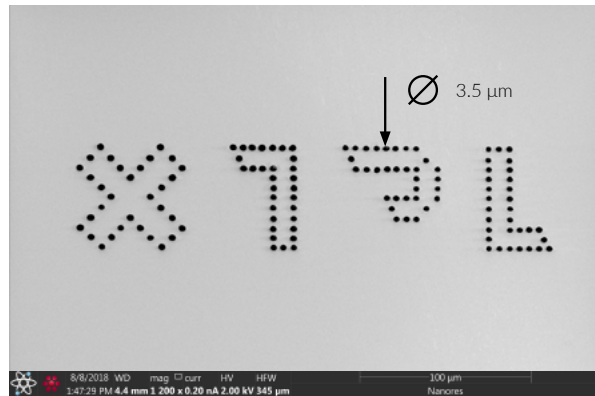 Ø 3.5 µm
XTPL
8/8/2018 WD mag □ curr HV HFW 100 µm
1:47:29 PM 4.4 mm 1 200 x 0.20 nA 2.00 kV 345 µm Nanores